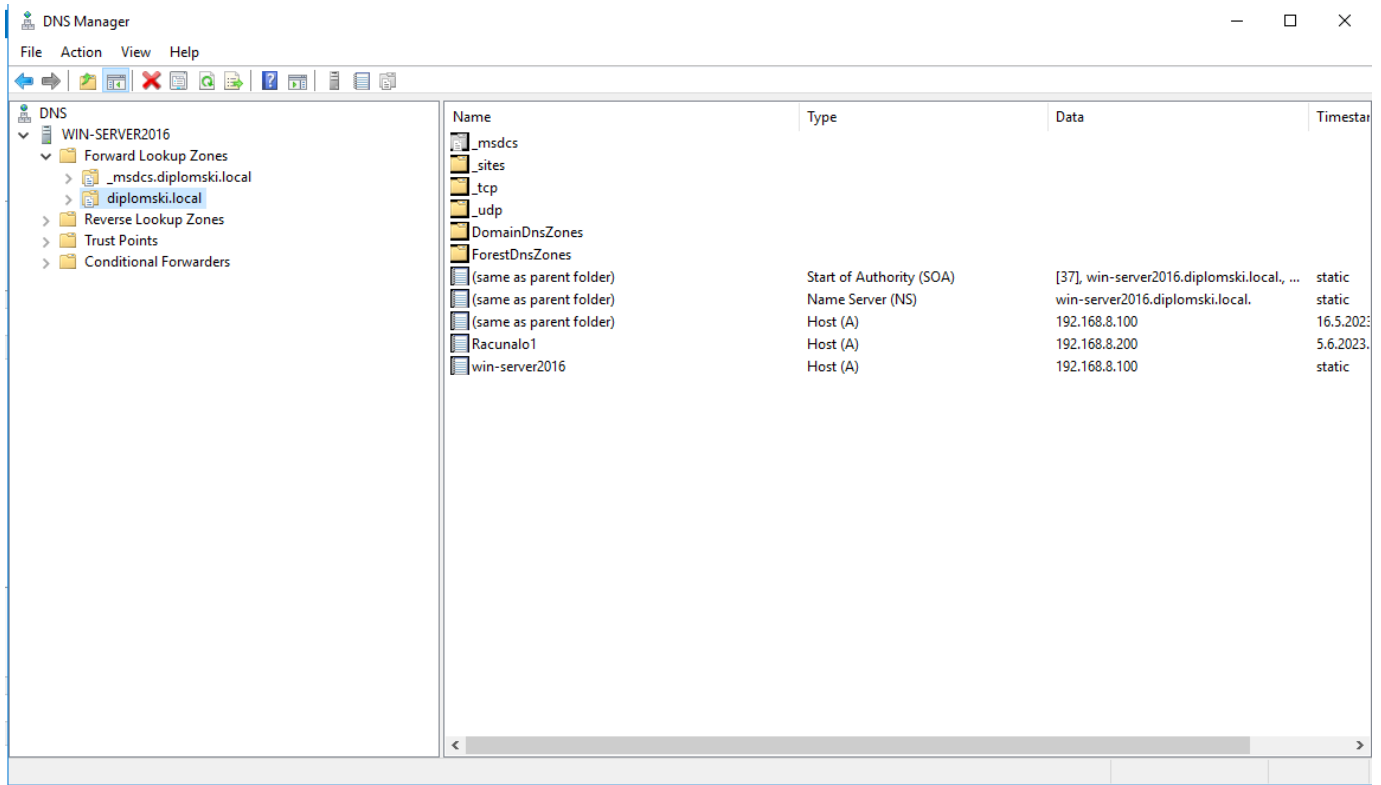 DNS Manager
File Action View Help
DNS
WIN-SERVER2016
Forward Lookup Zones
_msdcs.diplomski.local
diplomski.local
Reverse Lookup Zones
Trust Points
Conditional Forwarders
Name Type Data Timestar
_msdcs
_sites
_tcp
_udp
DomainDnsZones
ForestDnsZones
(same as parent folder) Start of Authority (SOA) [37], win-server2016.diplomski.local., ... static
(same as parent folder) Name Server (NS) win-server2016.diplomski.local. static
(same as parent folder) Host (A) 192.168.8.100 16.5.2023
Racunalo1 Host (A) 192.168.8.200 5.6.2023.
win-server2016 Host (A) 192.168.8.100 static